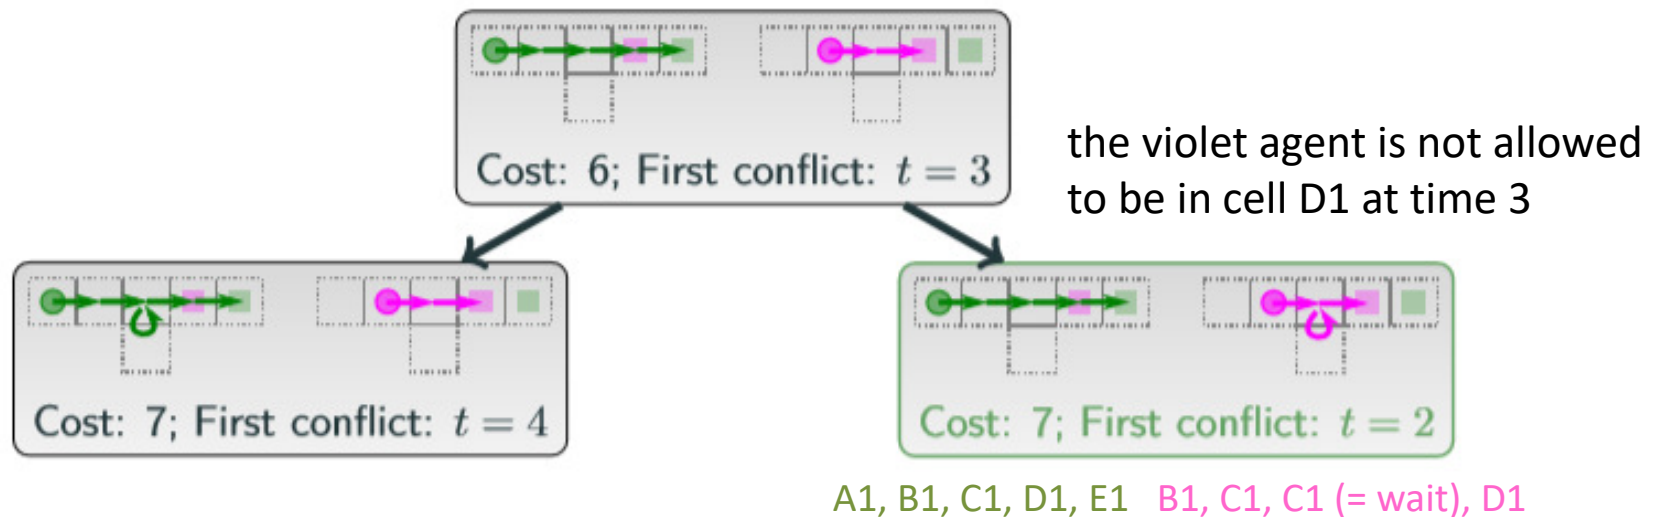 Cost: 6; First conflict: t = 3
the violet agent is not allowed
to be in cell D1 at time 3
Cost: 7; First conflict: t = 4
Cost: 7; First conflict: t = 2
A1, B1, C1, D1, E1 B1, C1, C1 (= wait), D1